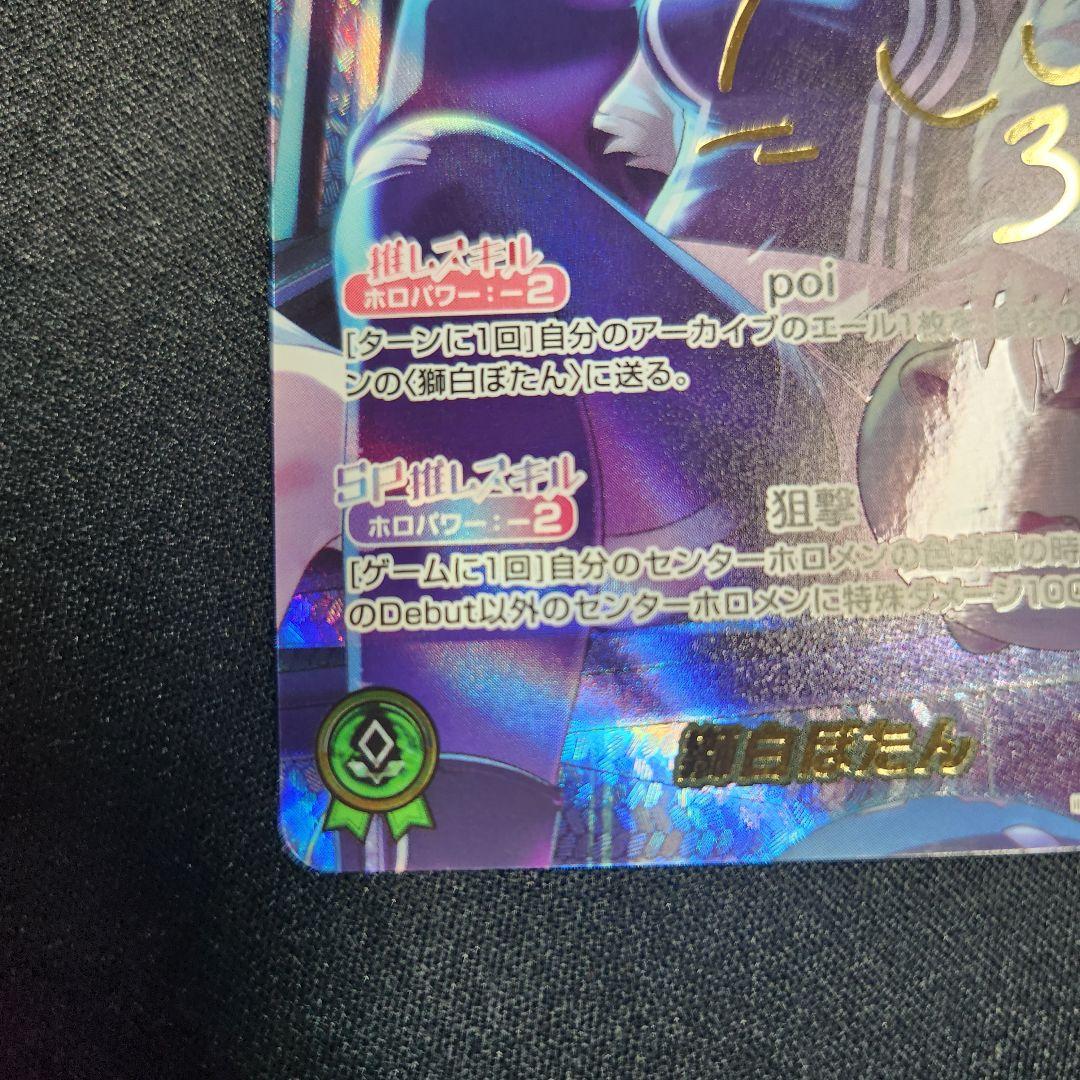 3
推しスキル
ホロパワー：－2
poi
[ターンに1回]自分のアーカイブのエール1枚を
ンの〈獅白ぼたん〉に送る。
SP推しスキル
ホロパワー：－2
狙撃
[ゲームに1回]自分のセンターホロメンの色が緑の時
のDebut以外のセンターホロメンに特殊ダメージ100
獅白ぼたん